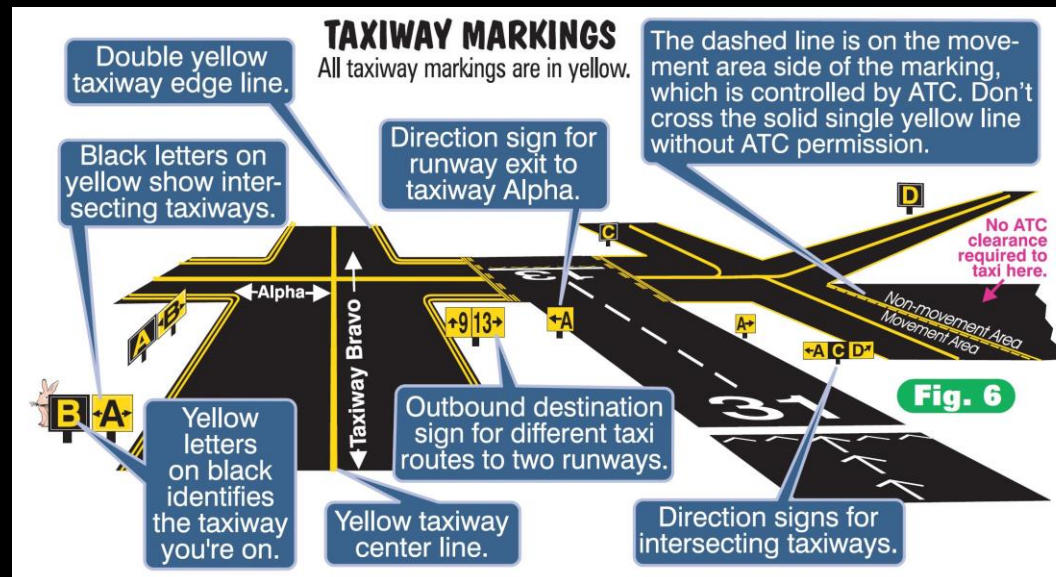 TAXIWAY MARKINGS
All taxiway markings are in yellow.
Double yellow
taxiway edge line.
The dashed line is on the move-
ment area side of the marking,
which is controlled by ATC. Don't
cross the solid single yellow line
without ATC permission.
Black letters on
yellow show inter-
secting taxiways.
Direction sign for
runway exit to
taxiway Alpha.
D
C
No ATC
clearance
required to
taxi here.
←Alpha→
←Taxiway Bravo→
Non-movement Area
Movement Area
A ←B→
↑9 13→
←A
A→
←A C D↗
31
Fig. 6
B ←A→
13
Yellow
letters
on black
identifies
the taxiway
you're on.
Outbound destination
sign for different taxi
routes to two runways.
Yellow taxiway
center line.
Direction signs for
intersecting taxiways.